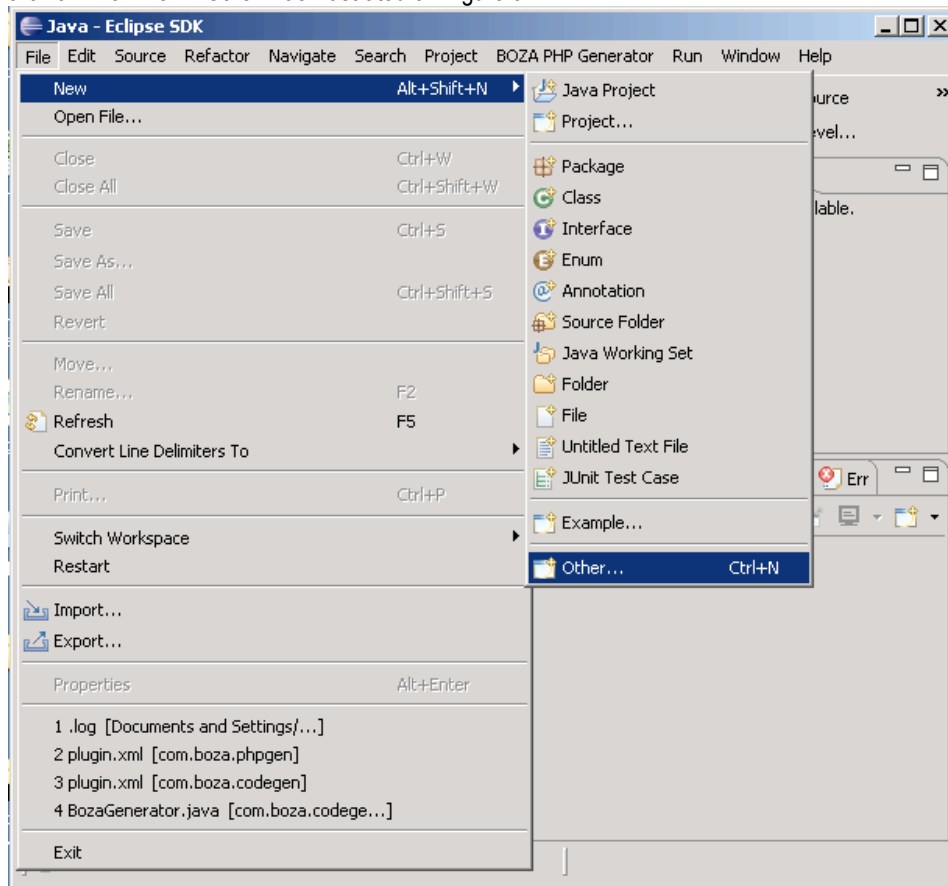 Java - Eclipse SDK
File Edit Source Refactor Navigate Search Project BOZA PHP Generator Run Window Help
New Alt+Shift+N
Open File...
Close Ctrl+W
Close All Ctrl+Shift+W
Save Ctrl+S
Save As...
Save All Ctrl+Shift+S
Revert
Move...
Rename... F2
Refresh F5
Convert Line Delimiters To
Print... Ctrl+P
Switch Workspace
Restart
Import...
Export...
Properties Alt+Enter
1 .log [Documents and Settings/...]
2 plugin.xml [com.boza.phpgen]
3 plugin.xml [com.boza.codegen]
4 BozaGenerator.java [com.boza.codege...]
Exit
Java Project
Project...
Package
Class
Interface
Enum
Annotation
Source Folder
Java Working Set
Folder
File
Untitled Text File
JUnit Test Case
Example...
Other... Ctrl+N
urce »
vel...
lable.
Err